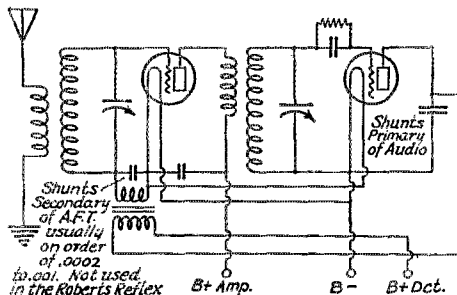 Shunts
Secondary
of A.F.T.
usually
on order
of .0002
to .001. Not used
in the Roberts Reflex
Shunts
Primary
of Audio
B+ Amp.
B-
B+ Dct.